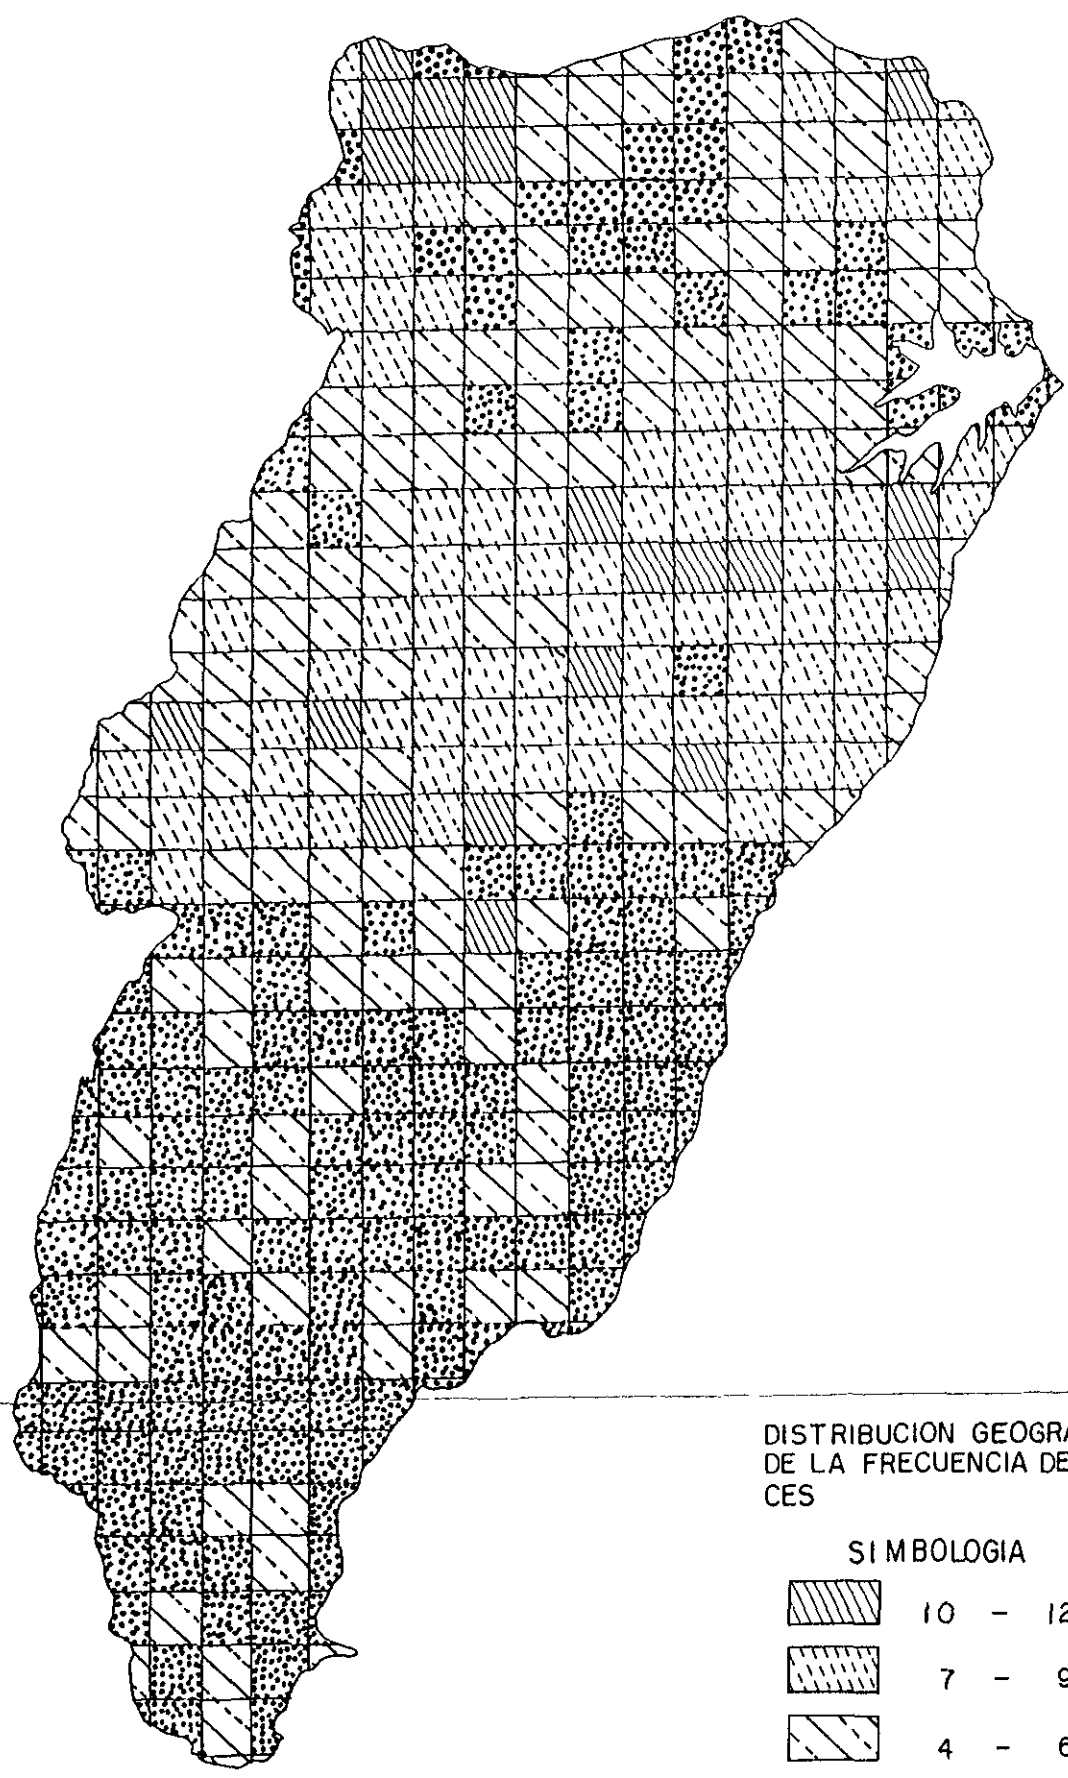 DISTRIBUCION GEOGRA
DE LA FRECUENCIA DE
CES
SIMBOLOGIA
10 - 12
7 - 9
4 - 6